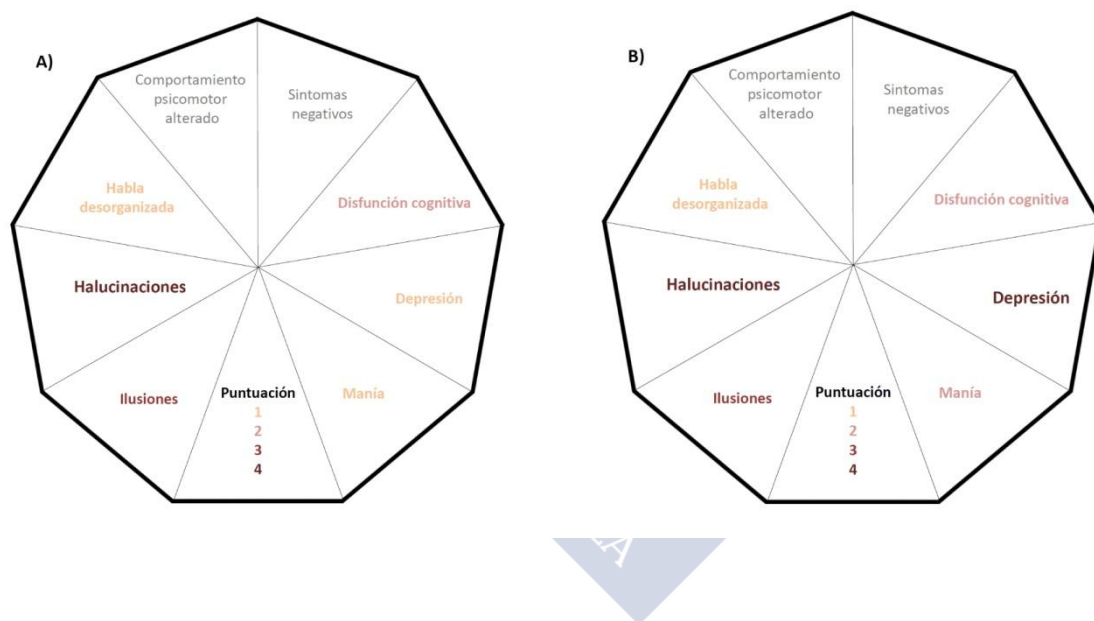 A)
Comportamiento
psicomotor
alterado
Sintomas
negativos
Habla
desorganizada
Disfunción cognitiva
Halucinaciones
Depresión
Ilusiones
Puntuación
1
2
3
4
Manía
B)
Comportamiento
psicomotor
alterado
Sintomas
negativos
Habla
desorganizada
Disfunción cognitiva
Halucinaciones
Depresión
Ilusiones
Puntuación
1
2
3
4
Manía